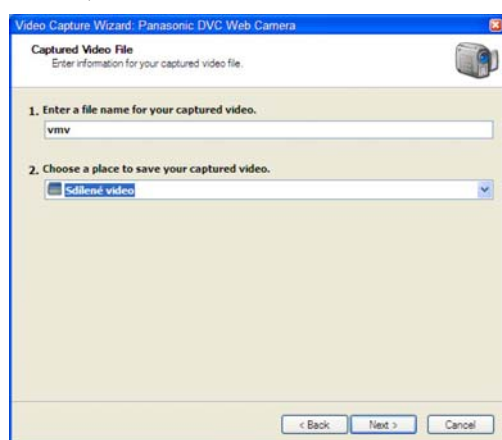 Video Capture Wizard: Panasonic DVC Web Camera
Captured Video File
Enter information for your captured video file.
1. Enter a file name for your captured video.
vmv
2. Choose a place to save your captured video.
Sdílené video
< Back
Next >
Cancel